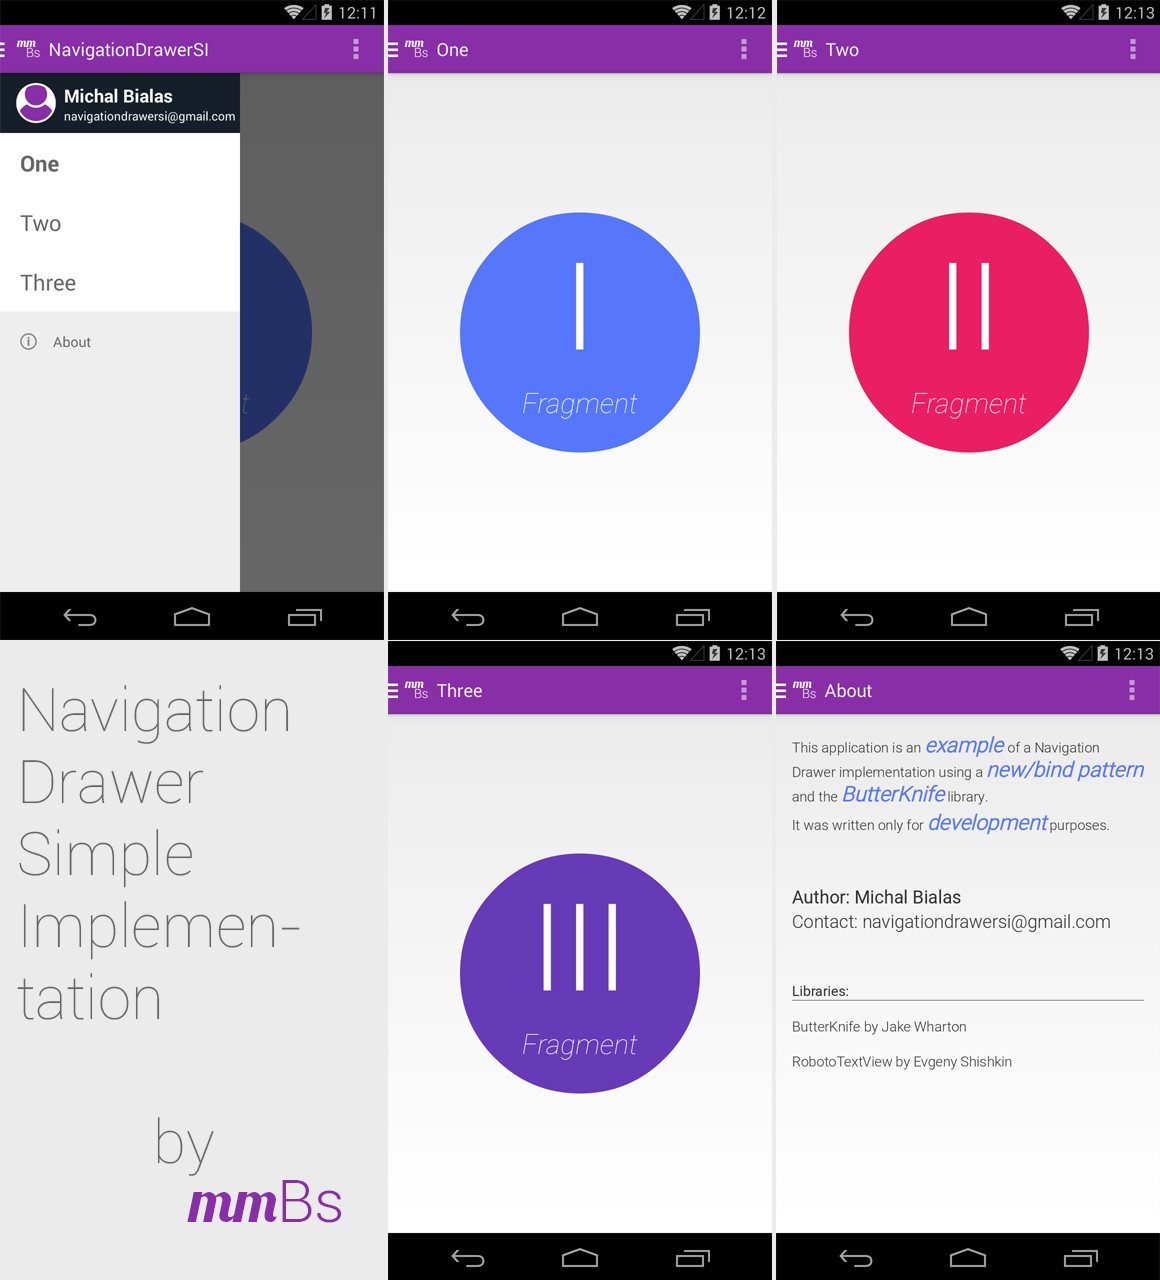 12:11
mm Bs NavigationDrawerSI
Michal Bialas
navigationdrawersi@gmail.com
One
Two
Three
About
t
12:12
mm Bs One
I
Fragment
12:13
mm Bs Two
II
Fragment
Navigation
Drawer
Simple
Implemen-
tation
by
mmBs
12:13
mm Bs Three
III
Fragment
12:13
mm Bs About
This application is an example of a Navigation
Drawer implementation using a new/bind pattern
and the ButterKnife library.
It was written only for development purposes.
Author: Michal Bialas
Contact: navigationdrawersi@gmail.com
Libraries:
ButterKnife by Jake Wharton
RobotoTextView by Evgeny Shishkin